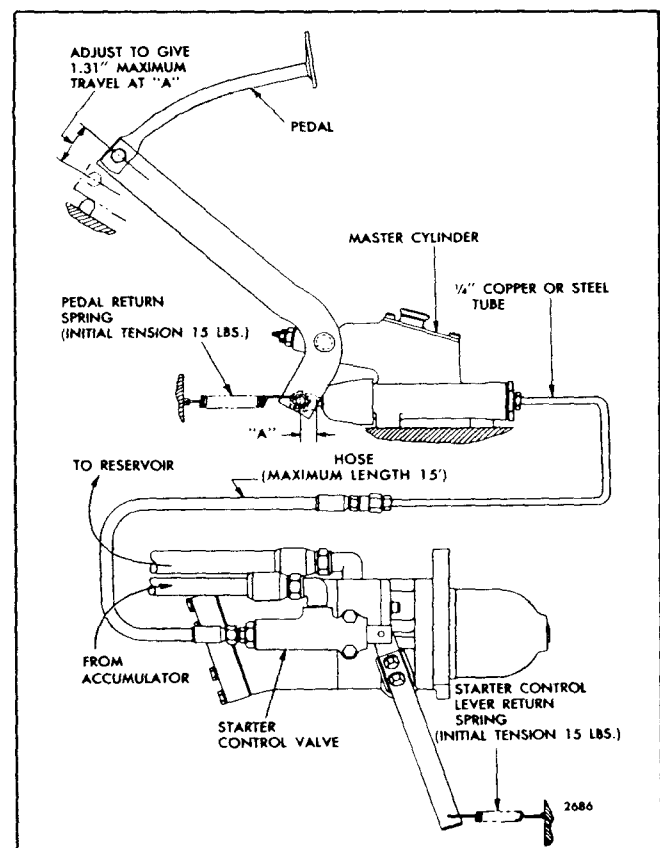 ADJUST TO GIVE
1.31" MAXIMUM
TRAVEL AT "A"
PEDAL
MASTER CYLINDER
¼" COPPER OR STEEL
TUBE
PEDAL RETURN
SPRING
(INITIAL TENSION 15 LBS.)
"A"
TO RESERVOIR
HOSE
(MAXIMUM LENGTH 15')
FROM
ACCUMULATOR
STARTER
CONTROL VALVE
STARTER CONTROL
LEVER RETURN
SPRING
(INITIAL TENSION 15 LBS.)
2686